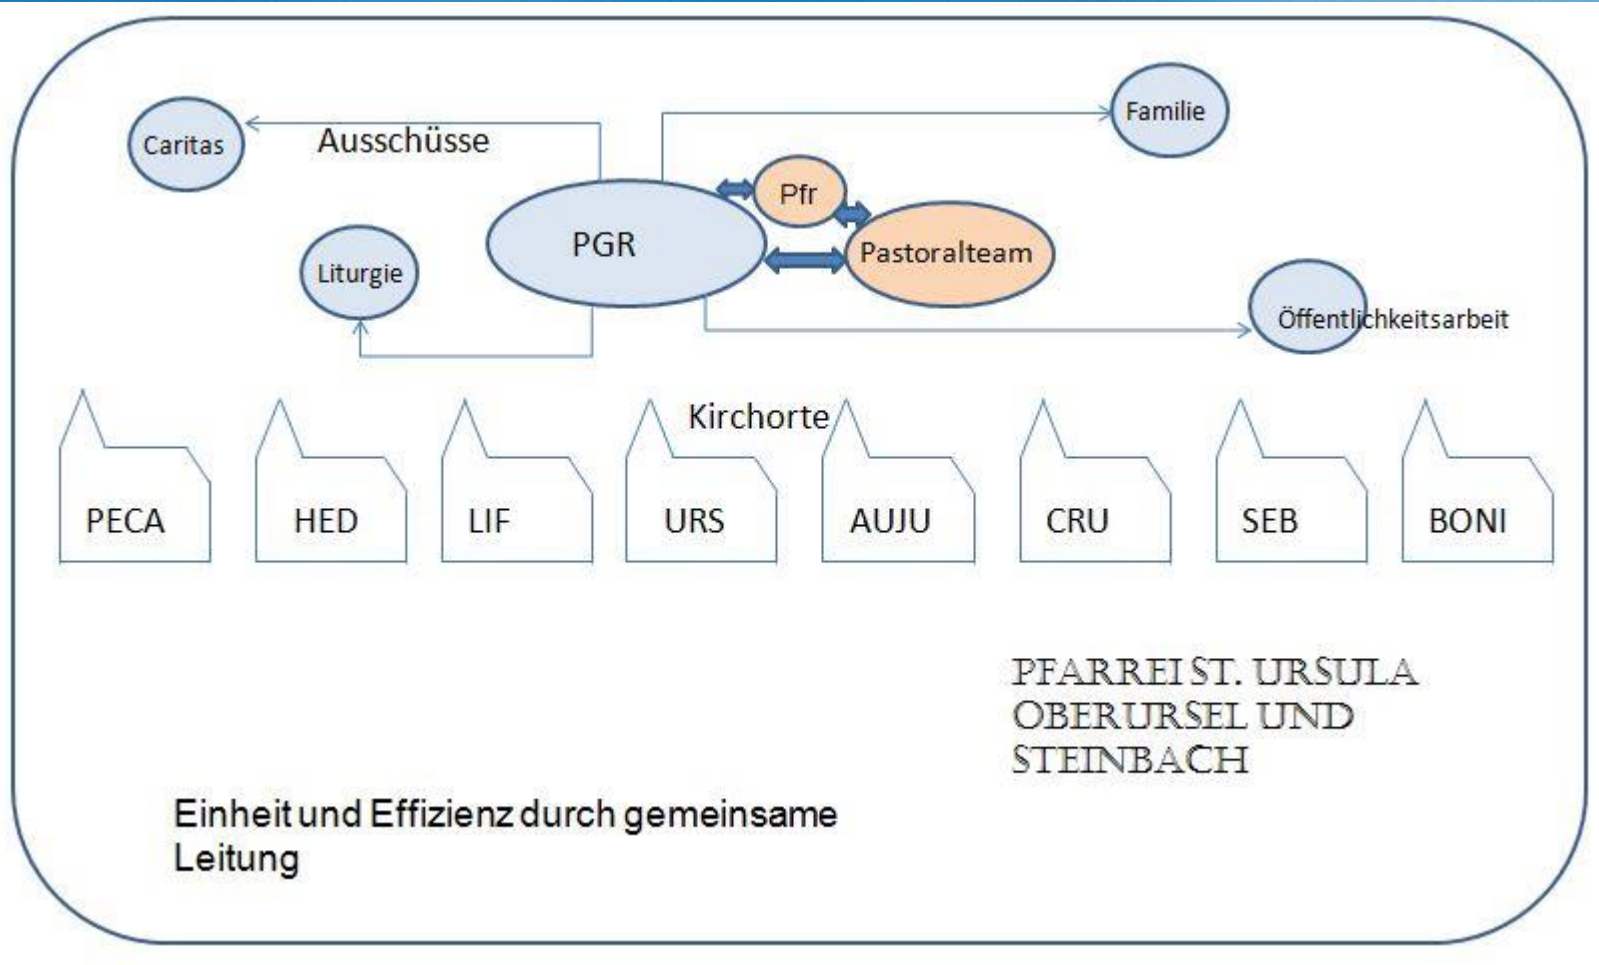 Familie
Caritas
Ausschüsse
Pfr
PGR
Pastoralteam
Liturgie
Öffentlichkeitsarbeit
Kirchorte
PECA
HED
LIF
URS
AUJU
CRU
SEB
BONI
PFARREI ST. URSULA
OBERURSEL UND
STEINBACH
Einheit und Effizienz durch gemeinsame
Leitung